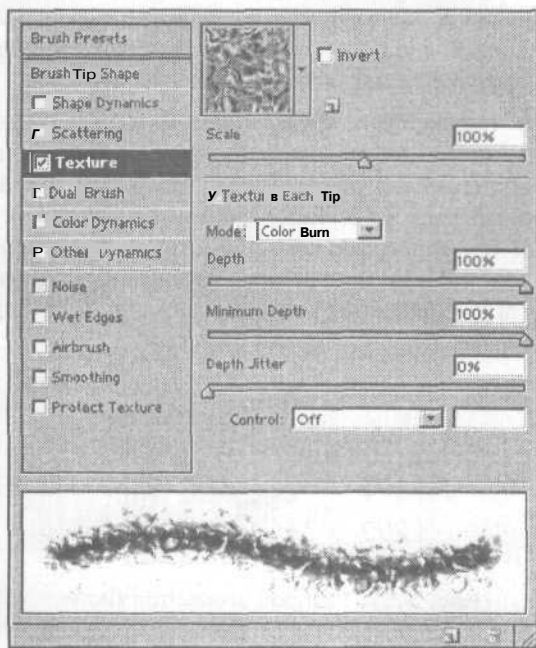 Brush Presets
Brush Tip Shape
Shape Dynamics
Г Scattering
Texture
Г Dual Brush
Color Dynamics
P Other Dynamics
Noise
Wet Edges
Airbrush
Smoothing
Protect Texture
Invert
Scale 100%
У Textur в Each Tip
Mode: Color Burn
Depth 100%
Minimum Depth 100%
Depth Jitter 0%
Control: Off